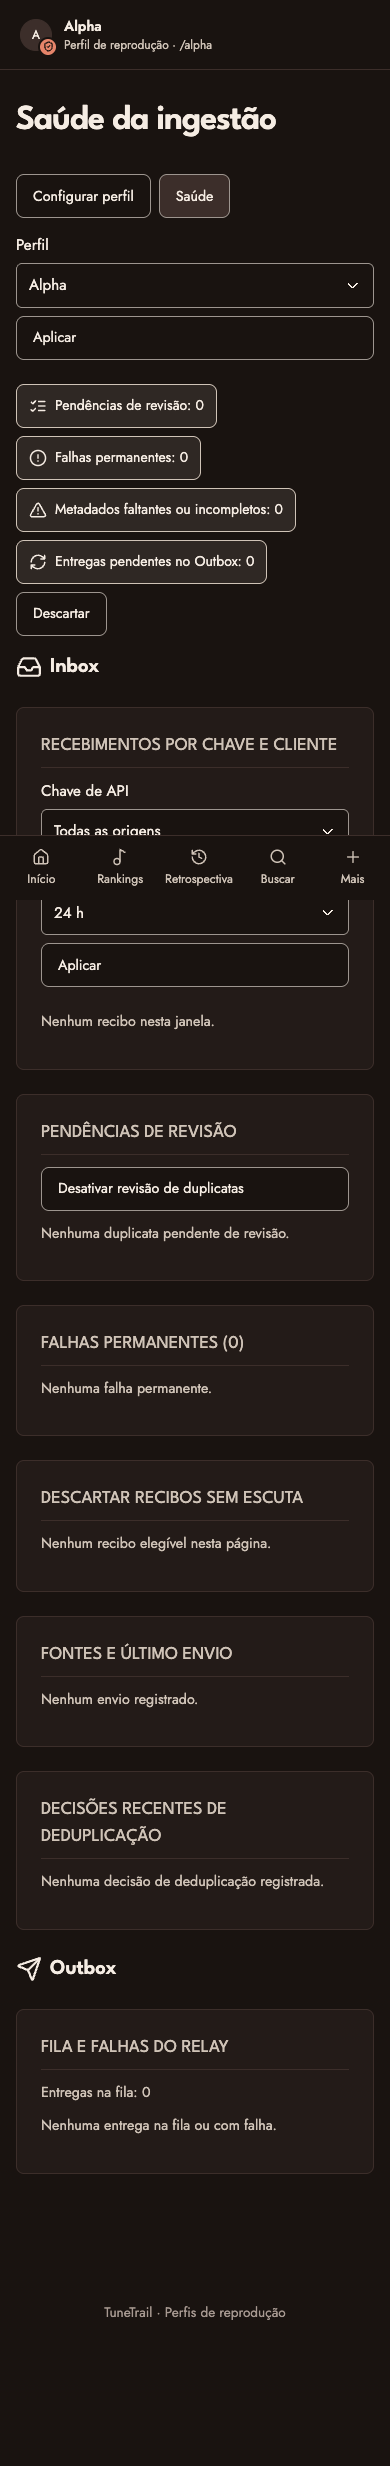 A
Alpha
Perfil de reprodução · /alpha
Saúde da ingestão
Configurar perfil
Saúde
Perfil
Alpha
Aplicar
Pendências de revisão: 0
Falhas permanentes: 0
Metadados faltantes ou incompletos: 0
Entregas pendentes no Outbox: 0
Descartar
Inbox
RECEBIMENTOS POR CHAVE E CLIENTE
Chave de API
Todas as origens
Início
Rankings
Retrospectiva
Buscar
Mais
24 h
Aplicar
Nenhum recibo nesta janela.
PENDÊNCIAS DE REVISÃO
Desativar revisão de duplicatas
Nenhuma duplicata pendente de revisão.
FALHAS PERMANENTES (0)
Nenhuma falha permanente.
DESCARTAR RECIBOS SEM ESCUTA
Nenhum recibo elegível nesta página.
FONTES E ÚLTIMO ENVIO
Nenhum envio registrado.
DECISÕES RECENTES DE
DEDUPLICAÇÃO
Nenhuma decisão de deduplicação registrada.
Outbox
FILA E FALHAS DO RELAY
Entregas na fila: 0
Nenhuma entrega na fila ou com falha.
TuneTrail · Perfis de reprodução